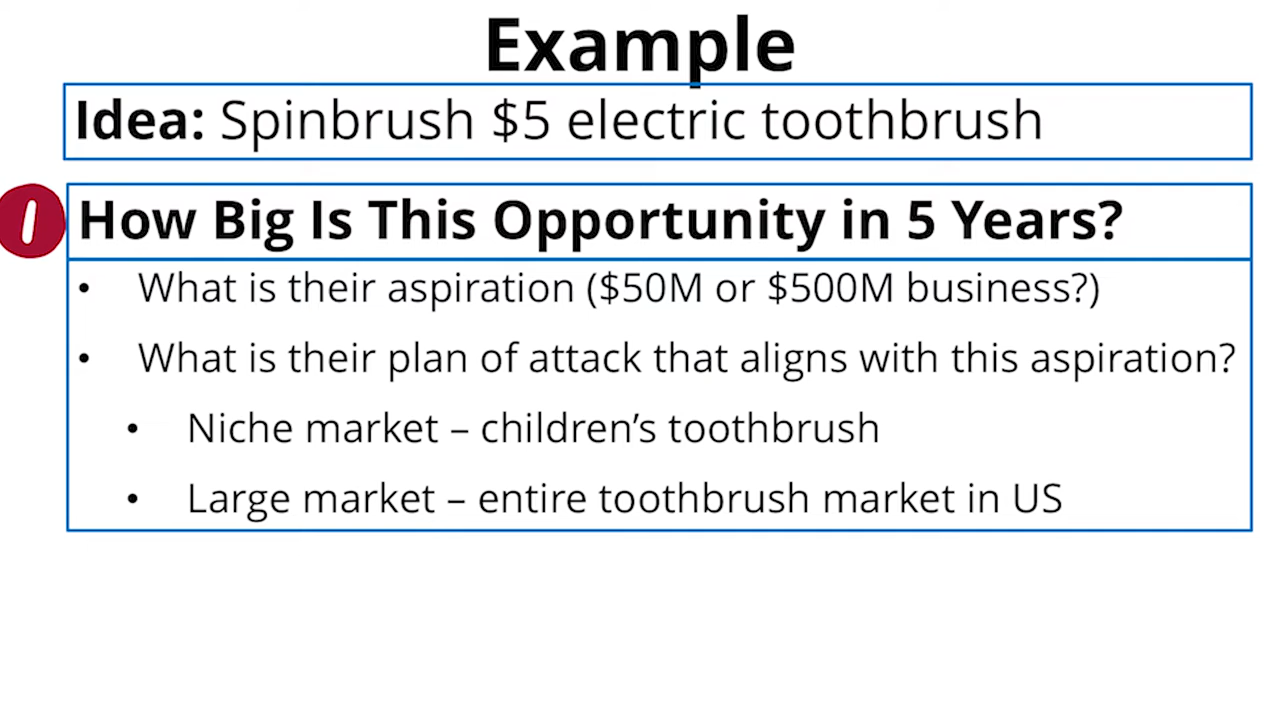 Example
Idea: Spinbrush $5 electric toothbrush
1
How Big Is This Opportunity in 5 Years?
• What is their aspiration ($50M or $500M business?)
• What is their plan of attack that aligns with this aspiration?
• Niche market – children’s toothbrush
• Large market – entire toothbrush market in US